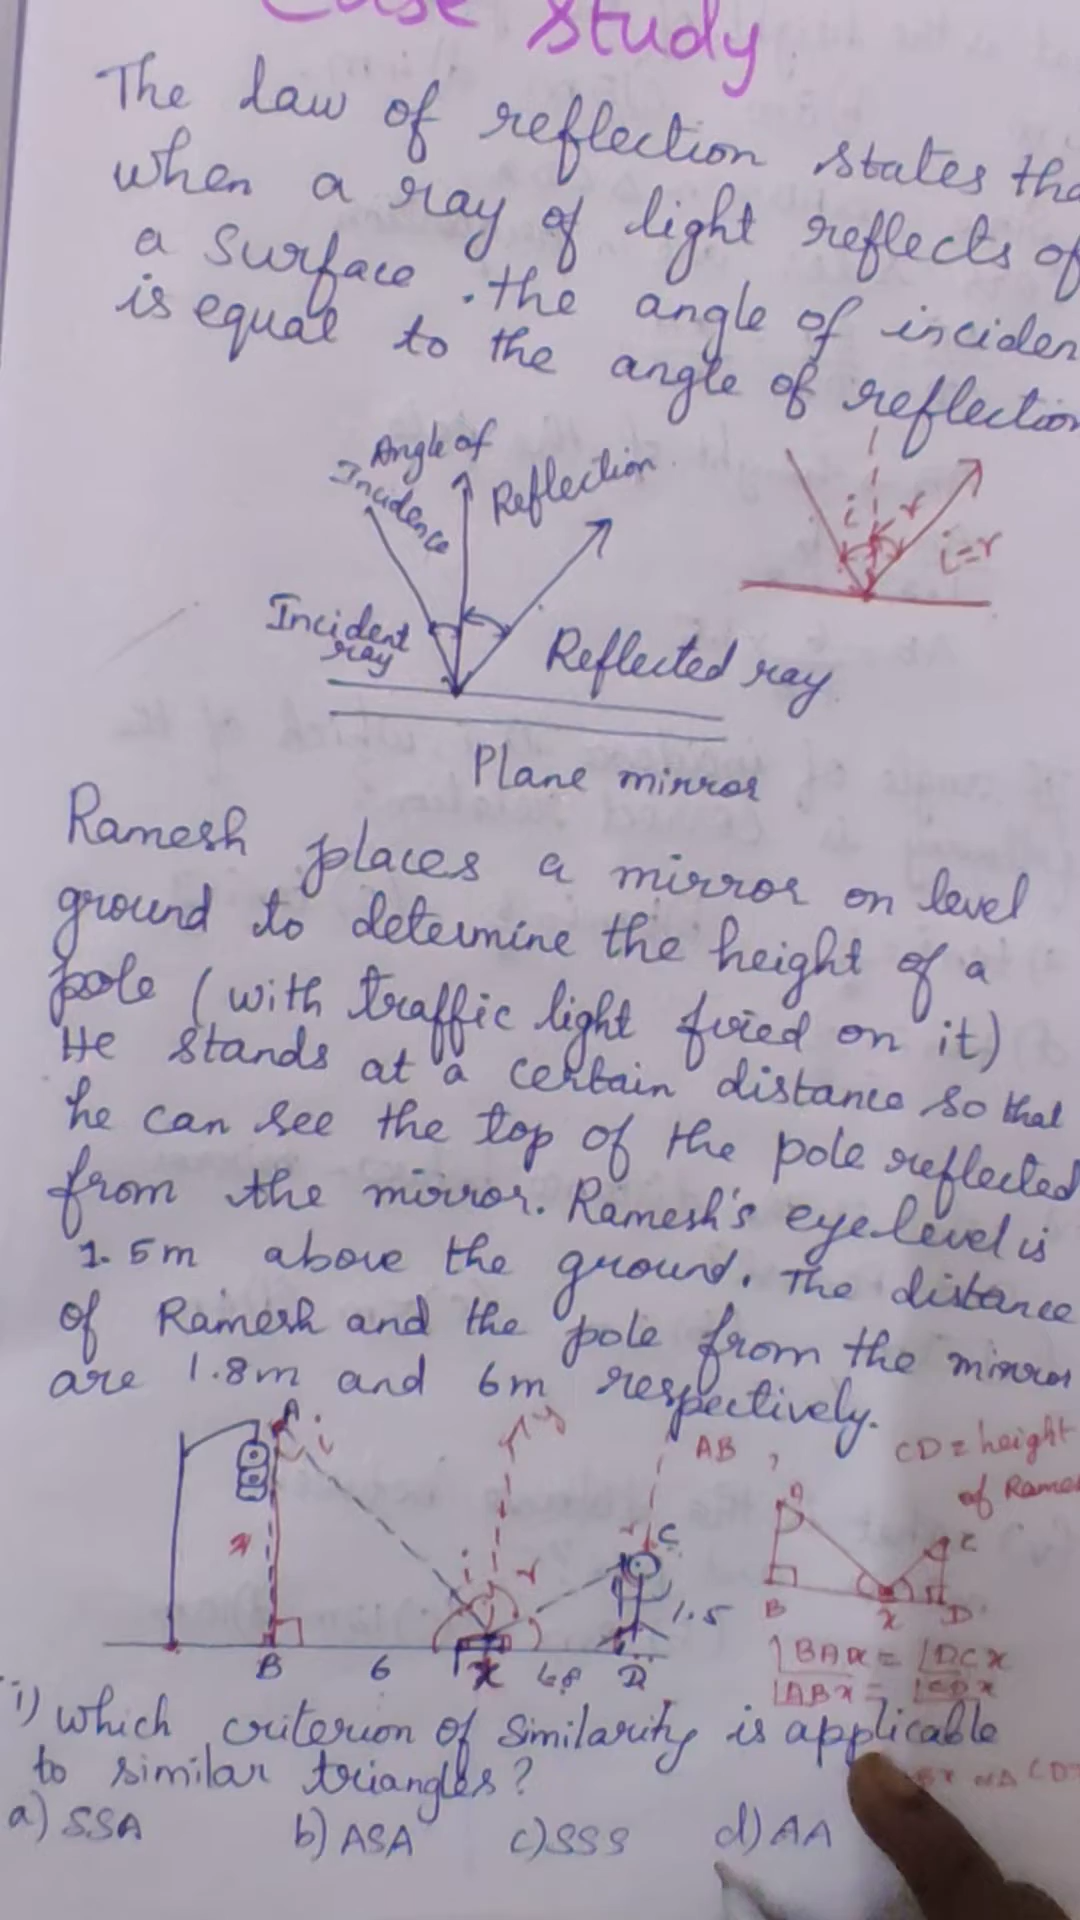 Case Study
The law of reflection states tha
when a ray of light reflects of
a surface . the angle of inciden
is equal to the angle of reflection
Angle of
Incidence
Reflection
i
r
i=r
Incident
ray
Reflected ray
Plane mirror
Ramesh places a mirror on level
ground to determine the height of a
pole (with traffic light fixed on it)
He stands at a certain distance so that
he can see the top of the pole reflected
from the mirror. Ramesh's eye level is
1.5m above the ground. The distance
of Ramesh and the pole from the mirror
are 1.8m and 6m respectively.
A
i
AB ,
CD = height
of Rame
x
i
r
C
1.5
A
C
B
x
D
B
6
x
D
∠BAx = ∠DCx
∠ABx = ∠CDx
i) Which criterion of similarity is applicable
to similar triangles?
a) SSA
b) ASA
c) SSS
d) AA